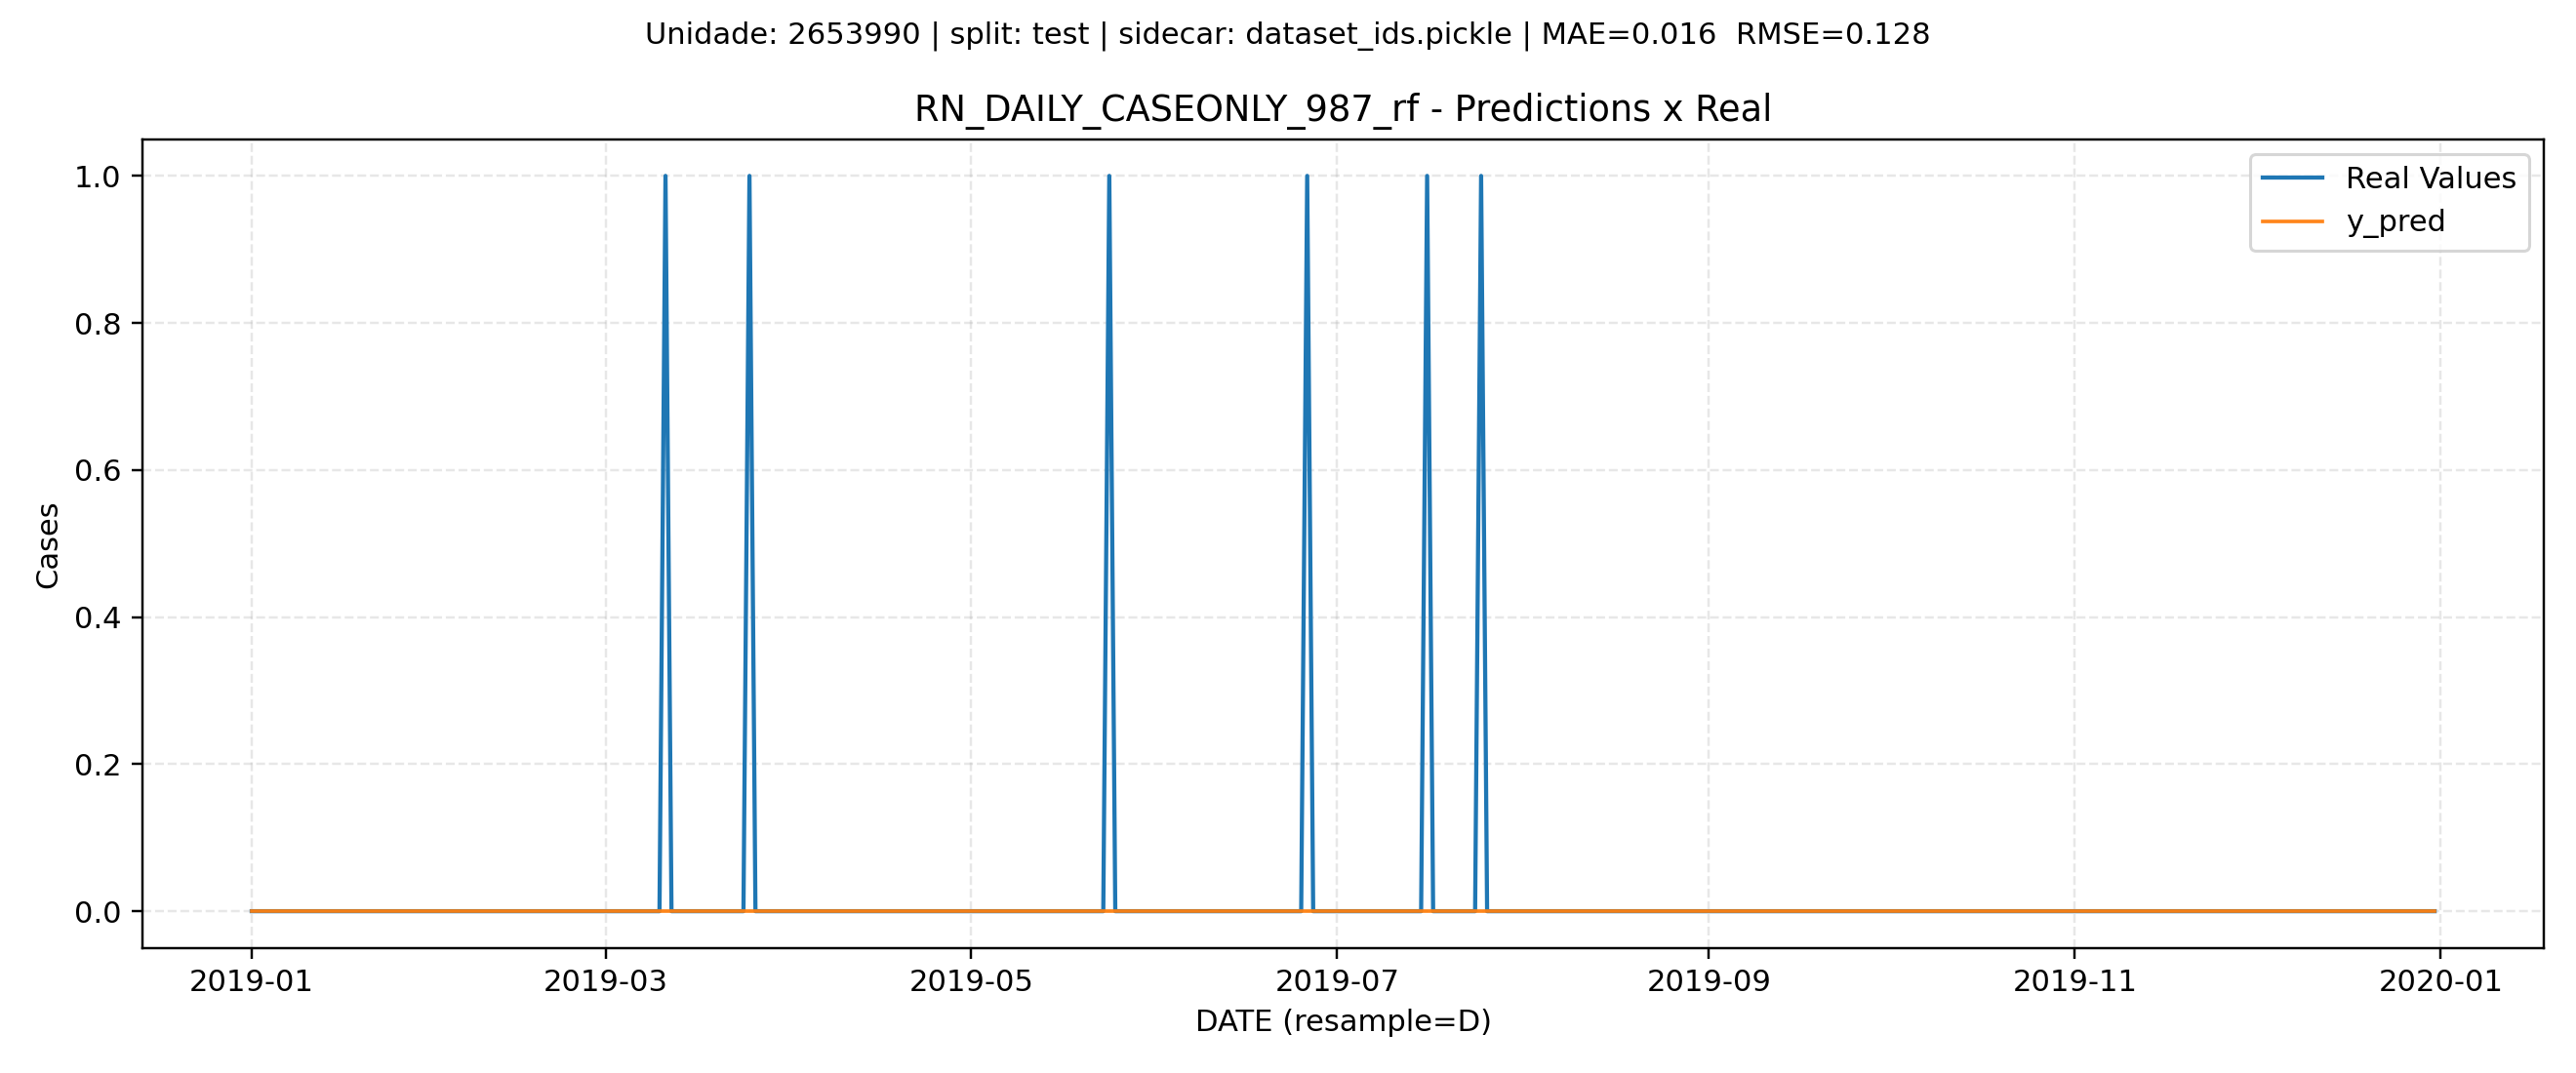 Unidade: 2653990 | split: test | sidecar: dataset_ids.pickle | MAE=0.016  RMSE=0.128
RN_DAILY_CASEONLY_987_rf - Predictions x Real
Real Values
y_pred
Cases
1.0
0.8
0.6
0.4
0.2
0.0
2019-01 2019-03 2019-05 2019-07 2019-09 2019-11 2020-01
DATE (resample=D)